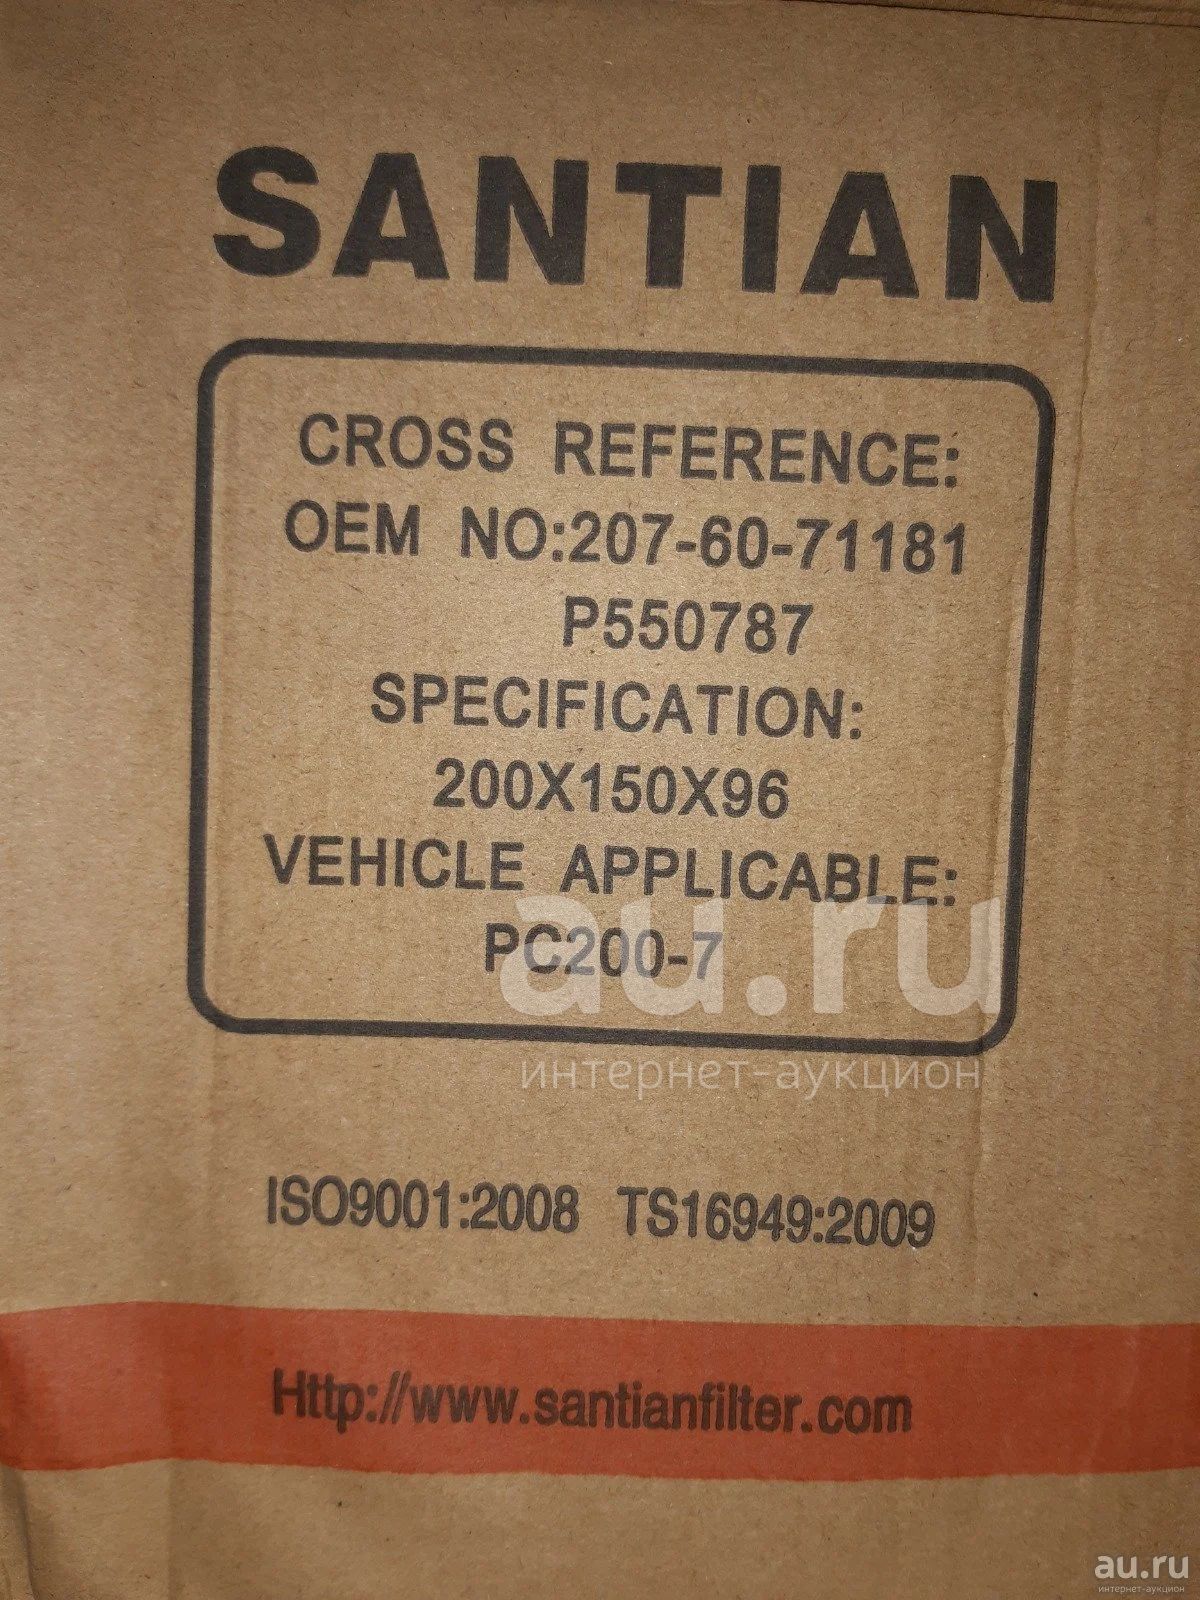 SANTIAN
CROSS REFERENCE:
OEM NO:207-60-71181
P550787
SPECIFICATION:
200X150X96
VEHICLE APPLICABLE:
PC200-7
au.ru
интернет-аукцион
ISO9001:2008 TS16949:2009
Http://www.santianfilter.com
au.ru
интернет-аукцион